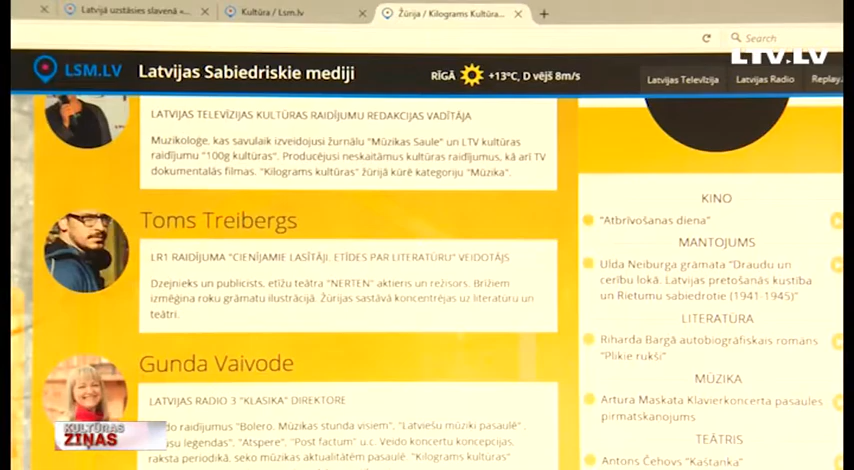 Latvijā uzstāsies slavenā «...
Kultūra / Lsm.lv
Žūrija / Kilograms Kultūra...
Search
LTV.LV
LSM.LV
Latvijas Sabiedriskie mediji
RĪGĀ +13°C, D vējš 8m/s
Latvijas Televīzija Latvijas Radio Replay.
LATVIJAS TELEVĪZIJAS KULTŪRAS RAIDĪJUMU REDAKCIJAS VADĪTĀJA
Muzikoloģe, kas savulaik izveidojusi žurnālu "Mūzikas Saule" un LTV kultūras
raidījumu "100g kultūras". Producējusi neskaitāmus kultūras raidījumus, kā arī TV
dokumentālās filmas. "Kilograms kultūras" žūrijā kūrē kategoriju "Mūzika".
Toms Treibergs
LR1 RAIDĪJUMA "CIENĪJAMIE LASĪTĀJI. ETĪDES PAR LITERATŪRU" VEIDOTĀJS
Dzejnieks un publicists, etīžu teātra "NERTEN" aktieris un režisors. Brīžiem
izmēģina roku grāmatu ilustrācijā. Žūrijas sastāvā koncentrējas uz literatūru un
teātri.
Gunda Vaivode
LATVIJAS RADIO 3 "KLASIKA" DIREKTORE
do raidījumus "Bolero. Mūzikas stunda visiem", "Latviešu mūziķi pasaulē",
usu leģendas", "Atspere", "Post factum" u.c. Veido koncertu koncepcijas,
raksta periodikā, seko mūzikas aktualitātēm pasaulē. "Kilograms kultūras"
KINO
"Atbrīvošanas diena"
MANTOJUMS
Ulda Neiburga grāmata "Draudu un
cerību lokā. Latvijas pretošanās kustība
un Rietumu sabiedrotie (1941-1945)"
LITERATŪRA
Riharda Bargā autobiogrāfiskais romāns
"Plikie rukši"
MŪZIKA
Artura Maskata Klavierkoncerta pasaules
pirmatskaņojums
TEĀTRIS
Antons Čehovs "Kaštanka"
KULTŪRAS
ZIŅAS